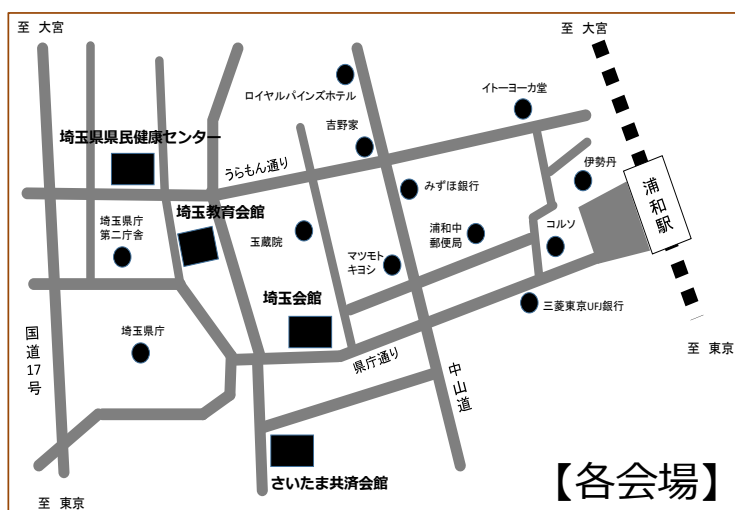 至 大宮
至 大宮
ロイヤルパインズホテル
イトーヨーカ堂
吉野家
埼玉県県民健康センター
うらもん通り
伊勢丹
みずほ銀行
浦和駅
埼玉教育会館
埼玉県庁
第二庁舎
玉蔵院
浦和中
郵便局
コルソ
マツモト
キヨシ
埼玉会館
三菱東京UFJ銀行
国道17号
埼玉県庁
県庁通り
中山道
至 東京
さいたま共済会館
【各会場】
至 東京